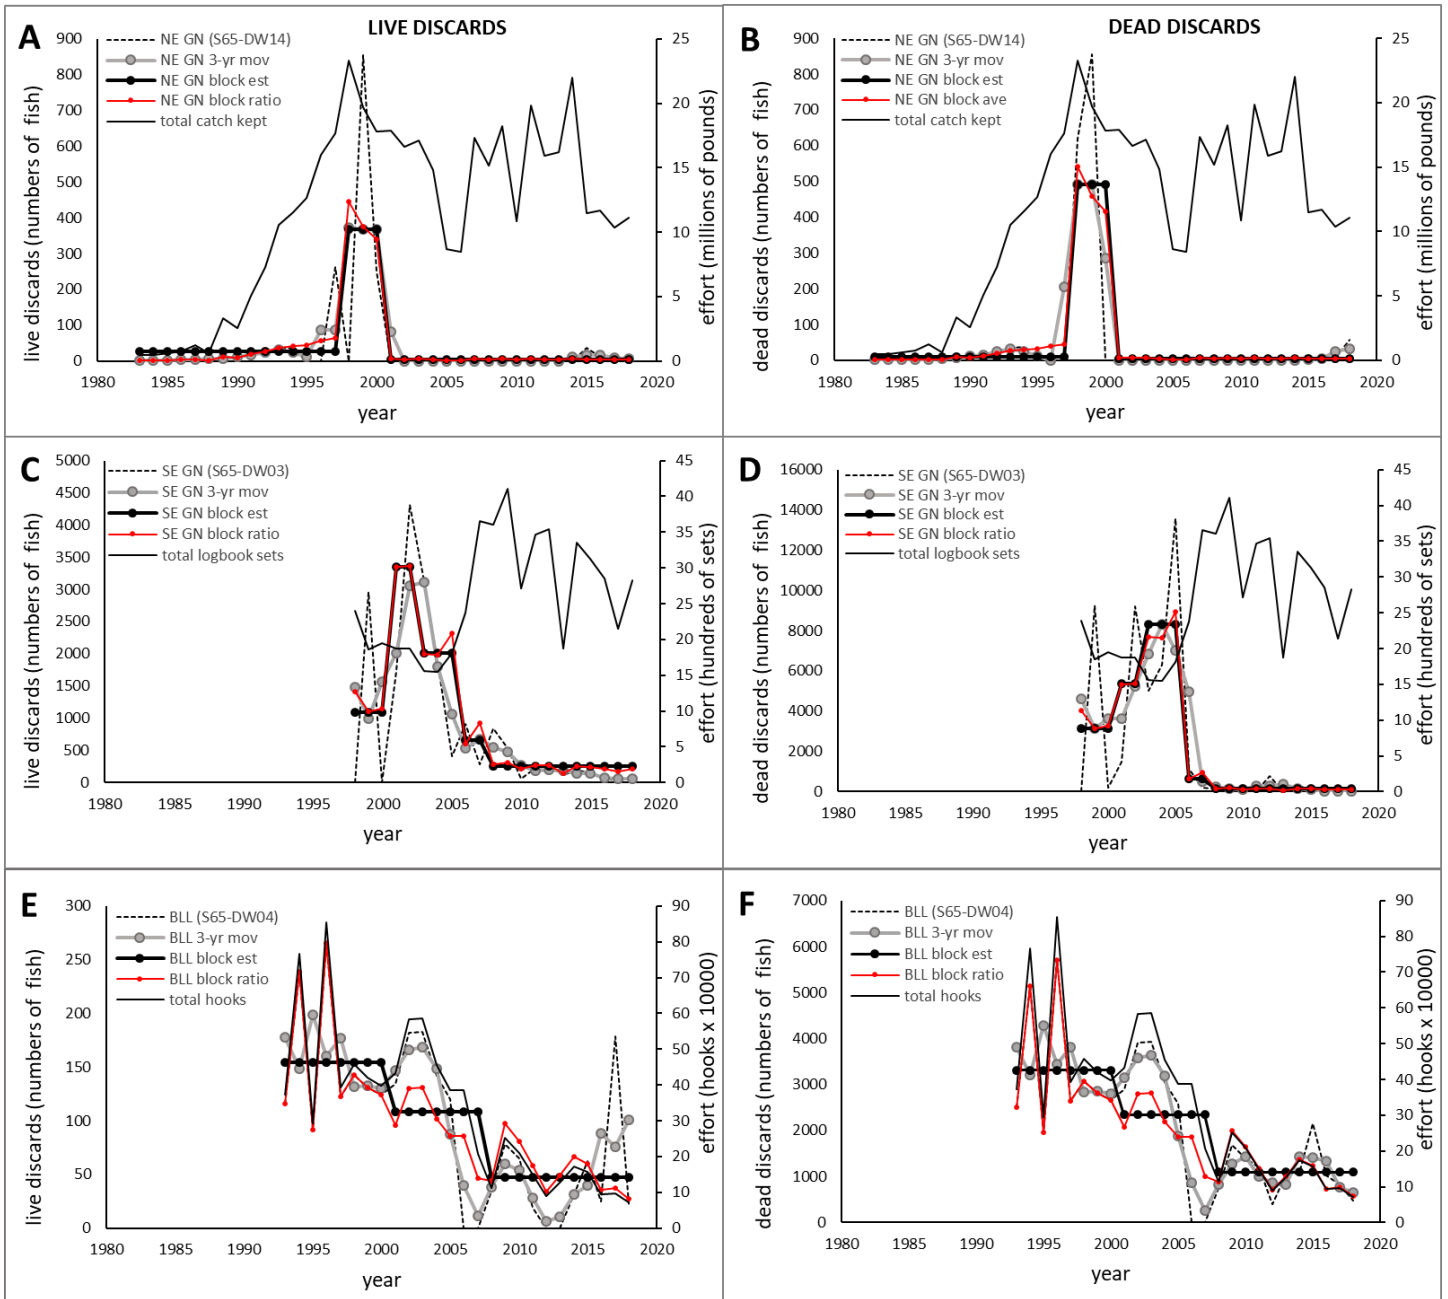 A
LIVE DISCARDS
NE GN (S65-DW14)
NE GN 3-yr mov
NE GN block est
NE GN block ratio
total catch kept
900
800
700
600
500
400
300
200
100
0
25
20
15
10
5
0
live discards (numbers of fish)
effort (millions of pounds)
1980 1985 1990 1995 2000 2005 2010 2015 2020
year
B
DEAD DISCARDS
NE GN (S65-DW14)
NE GN 3-yr mov
NE GN block est
NE GN block ave
total catch kept
900
800
700
600
500
400
300
200
100
0
25
20
15
10
5
0
dead discards (numbers of fish)
effort (millions of pounds)
1980 1985 1990 1995 2000 2005 2010 2015 2020
year
C
SE GN (S65-DW03)
SE GN 3-yr mov
SE GN block est
SE GN block ratio
total logbook sets
5000
4500
4000
3500
3000
2500
2000
1500
1000
500
0
45
40
35
30
25
20
15
10
5
0
live discards (numbers of fish)
effort (hundreds of sets)
1980 1985 1990 1995 2000 2005 2010 2015 2020
year
D
SE GN (S65-DW03)
SE GN 3-yr mov
SE GN block est
SE GN block ratio
total logbook sets
16000
14000
12000
10000
8000
6000
4000
2000
0
45
40
35
30
25
20
15
10
5
0
dead discards (numbers of fish)
effort (hundreds of sets)
1980 1985 1990 1995 2000 2005 2010 2015 2020
year
E
BLL (S65-DW04)
BLL 3-yr mov
BLL block est
BLL block ratio
total hooks
300
250
200
150
100
50
0
90
80
70
60
50
40
30
20
10
0
live discards (numbers of fish)
effort (hooks x 10000)
1980 1985 1990 1995 2000 2005 2010 2015 2020
year
F
BLL (S65-DW04)
BLL 3-yr mov
BLL block est
BLL block ratio
total hooks
7000
6000
5000
4000
3000
2000
1000
0
90
80
70
60
50
40
30
20
10
0
dead discards (numbers of fish)
effort (hooks x 10000)
1980 1985 1990 1995 2000 2005 2010 2015 2020
year